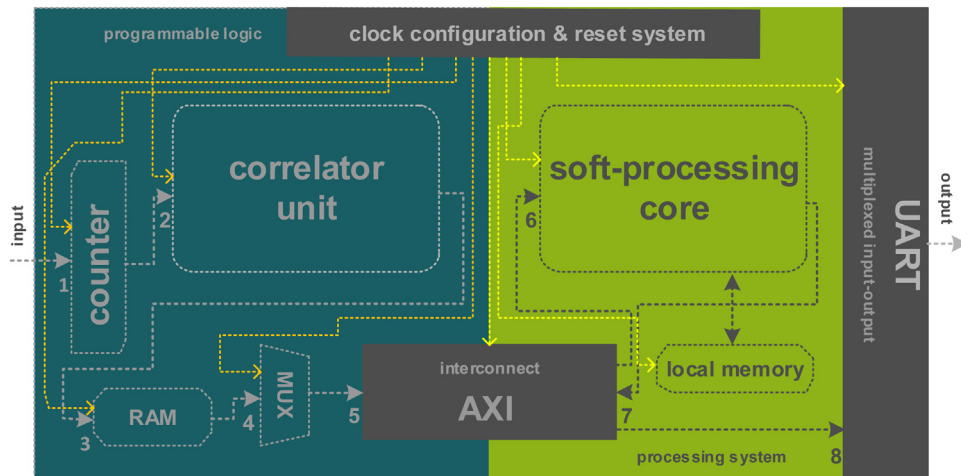 programmable logic
clock configuration & reset system
correlator
unit
soft-processing
core
input
counter
1
2
6
multiplexed input-output
UART
output
interconnect
AXI
local memory
RAM
MUX
3
4
5
7
processing system
8